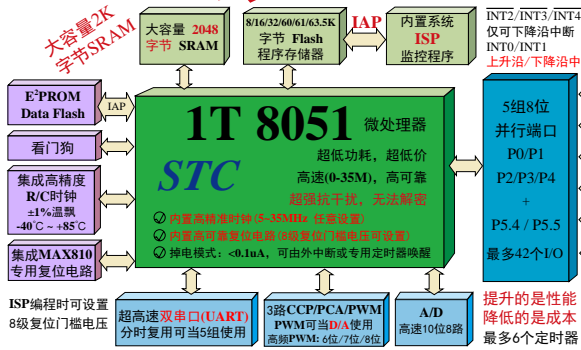 大容量2K
字节SRAM
大容量 2048
字节 SRAM
8/16/32/60/61/63.5K
字节 Flash
程序存储器
IAP
内置系统
ISP
监控程序
INT2/INT3/INT4
仅可下降沿中断
INT0/INT1
上升沿/下降沿中
E²PROM
Data Flash
IAP
看门狗
集成高精度
R/C时钟
±1%温飘
-40℃ ~ +85℃
集成MAX810
专用复位电路
ISP编程时可设置
8级复位门槛电压
1T 8051 微处理器
STC
超低功耗，超低价
高速(0-35M)，高可靠
超强抗干扰，无法解密
内置高精准时钟(5~35MHz 任意设置)
内置高可靠复位电路(8级复位门槛电压可设置)
掉电模式：<0.1uA，可由外中断或专用定时器唤醒
5组8位
并行端口
P0/P1
P2/P3/P4
+
P5.4 / P5.5
最多42个I/O
超高速双串口(UART)
分时复用可当5组使用
3路CCP/PCA/PWM
PWM可当D/A使用
高频PWM: 6位/7位/8位
A/D
高速10位8路
提升的是性能
降低的是成本
最多6个定时器